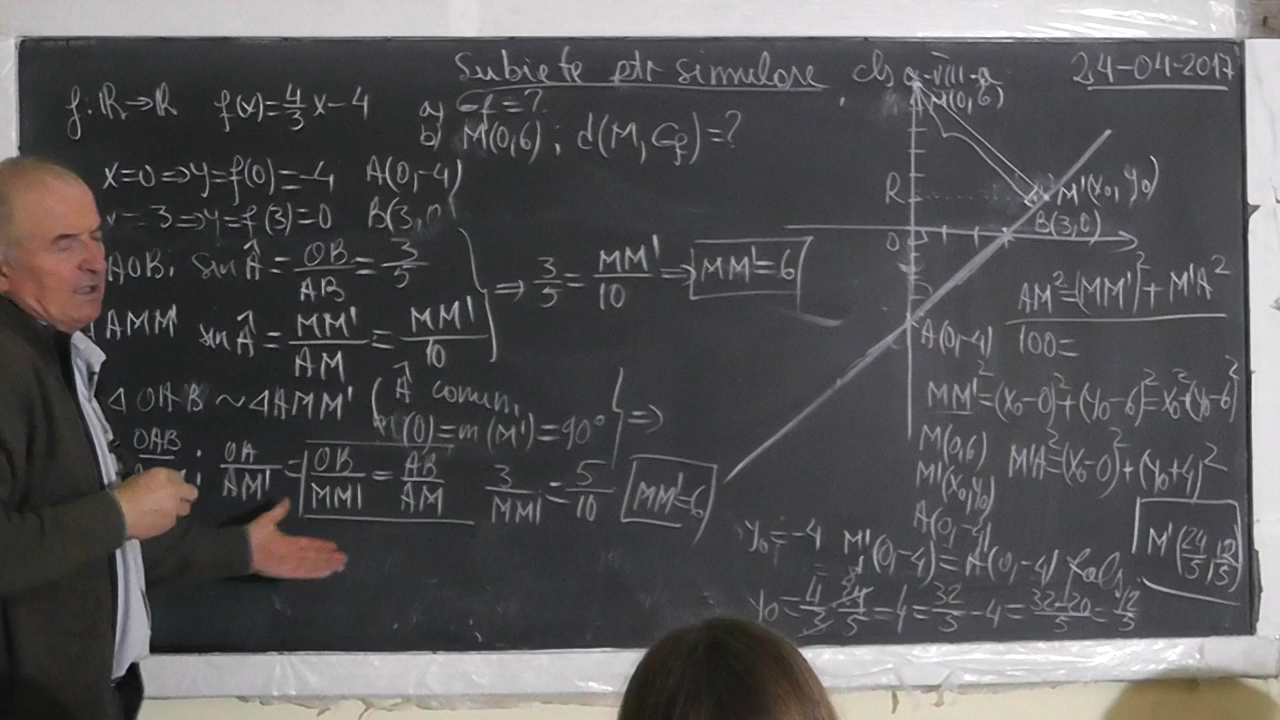 Subiecte ptr simulare cls a-VIII-a 24-04-2017
f: R→R f(x)=4/3 x-4 a) Gf=?
b) M(0,6); d(M,Gf)=?
x=0⇒y=f(0)=-4 A(0,-4)
=3⇒y=f(3)=0 B(3,0
AOB: sin Â=OB/AB=3/5
AMM' sin Â=MM'/AM=MM'/10
⇒3/5=MM'/10⇒ MM'=6
△OAB~△AMM' ( Â comun,
m(O)=m(M')=90° ⇒
OAB ; OA/AM'=OB/MM'=AB/AM 3/MM'=5/10 MM'=6
M(0,6)
R M'(x0,y0)
B(3,0)
O
A(0,-4)
AM²=(MM')²+M'A²
100=
MM'²=(x0-0)²+(y0-6)²=x0²+(y0-6)²
M(0,6) M'A²=(x0-0)²+(y0+4)²
M'(x0,y0)
A(0,-4)
y0=-4 M'(0,-4)=A(0,-4) fals
M'(24/5,12/5)
y0=4/3 24/5-4=32/5-4=32-20/5=12/5